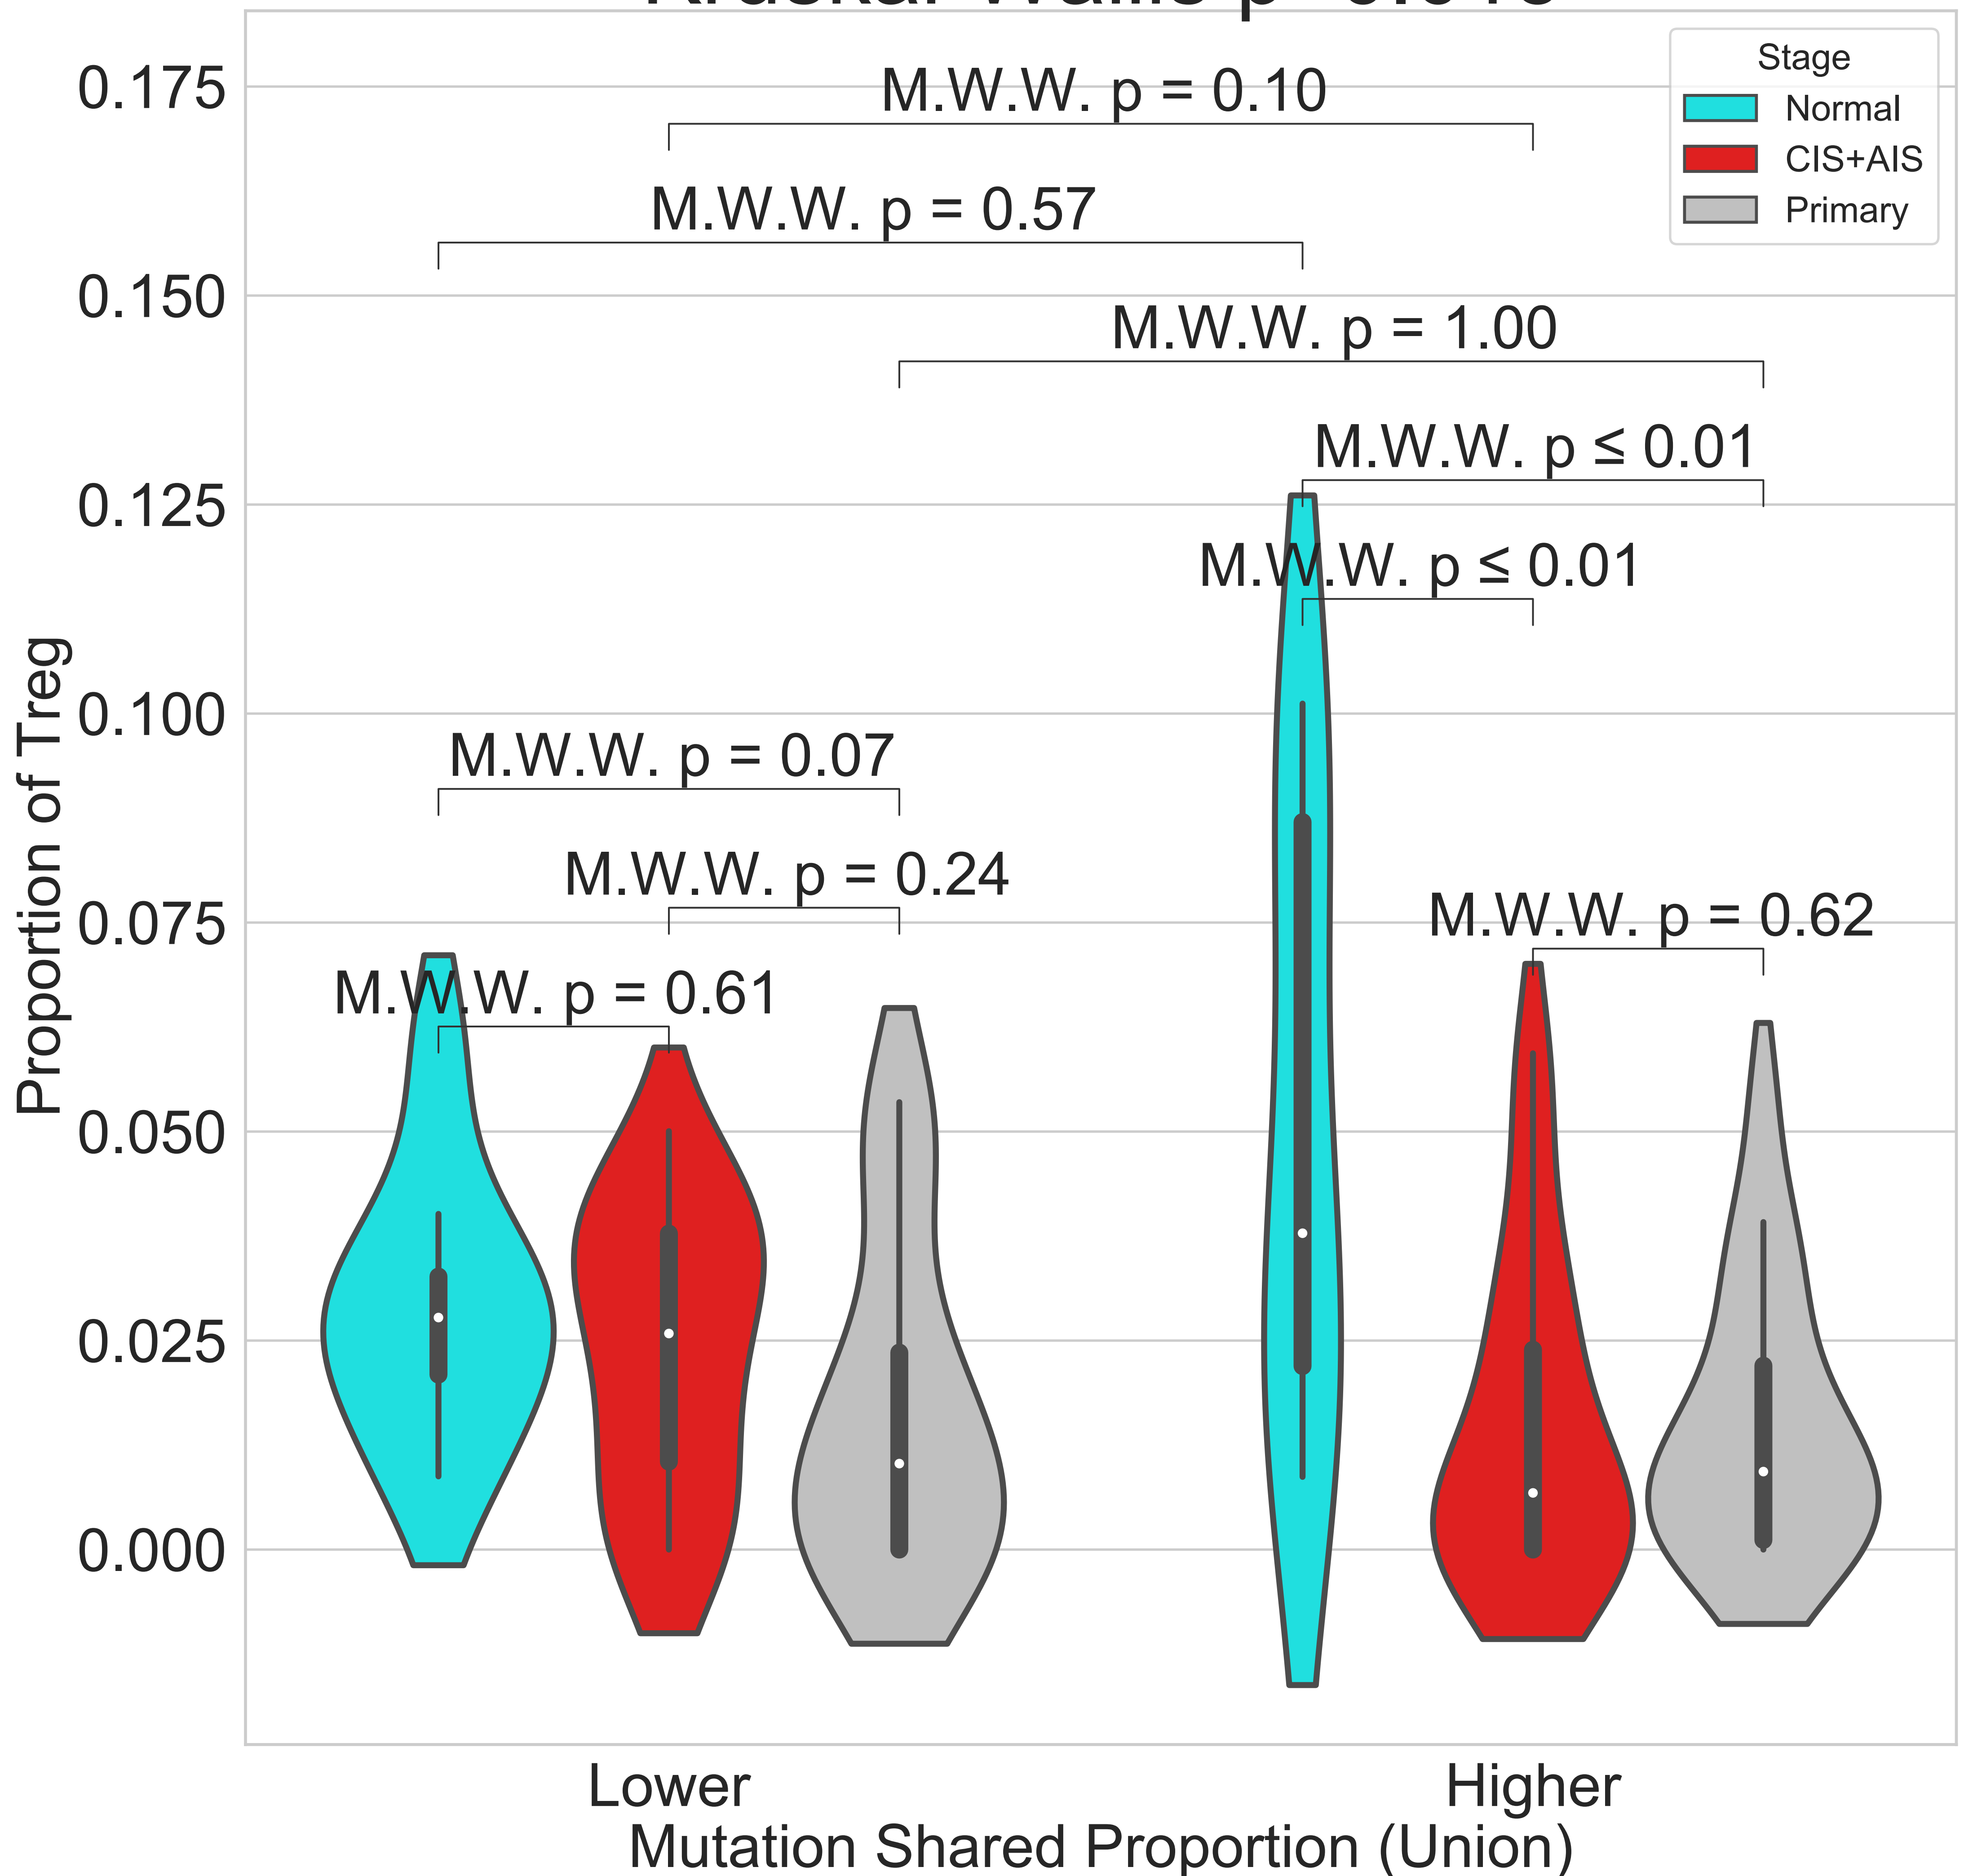 Stage
Normal
CIS+AIS
Primary
0.175
0.150
0.125
0.100
0.075
0.050
0.025
0.000
Proportion of Treg
M.W.W. p = 0.10
M.W.W. p = 0.57
M.W.W. p = 1.00
M.W.W. p ≤ 0.01
M.W.W. p ≤ 0.01
M.W.W. p = 0.07
M.W.W. p = 0.24
M.W.W. p = 0.62
M.W.W. p = 0.61
Lower
Higher
Mutation Shared Proportion (Union)